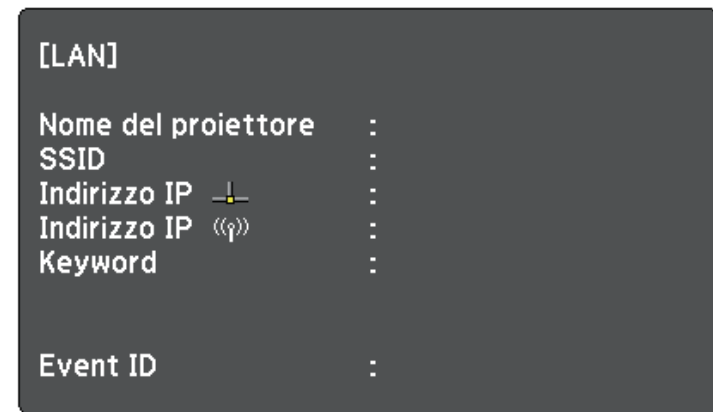 [LAN]
Nome del proiettore :
SSID :
Indirizzo IP :
Indirizzo IP :
Keyword :
Event ID :